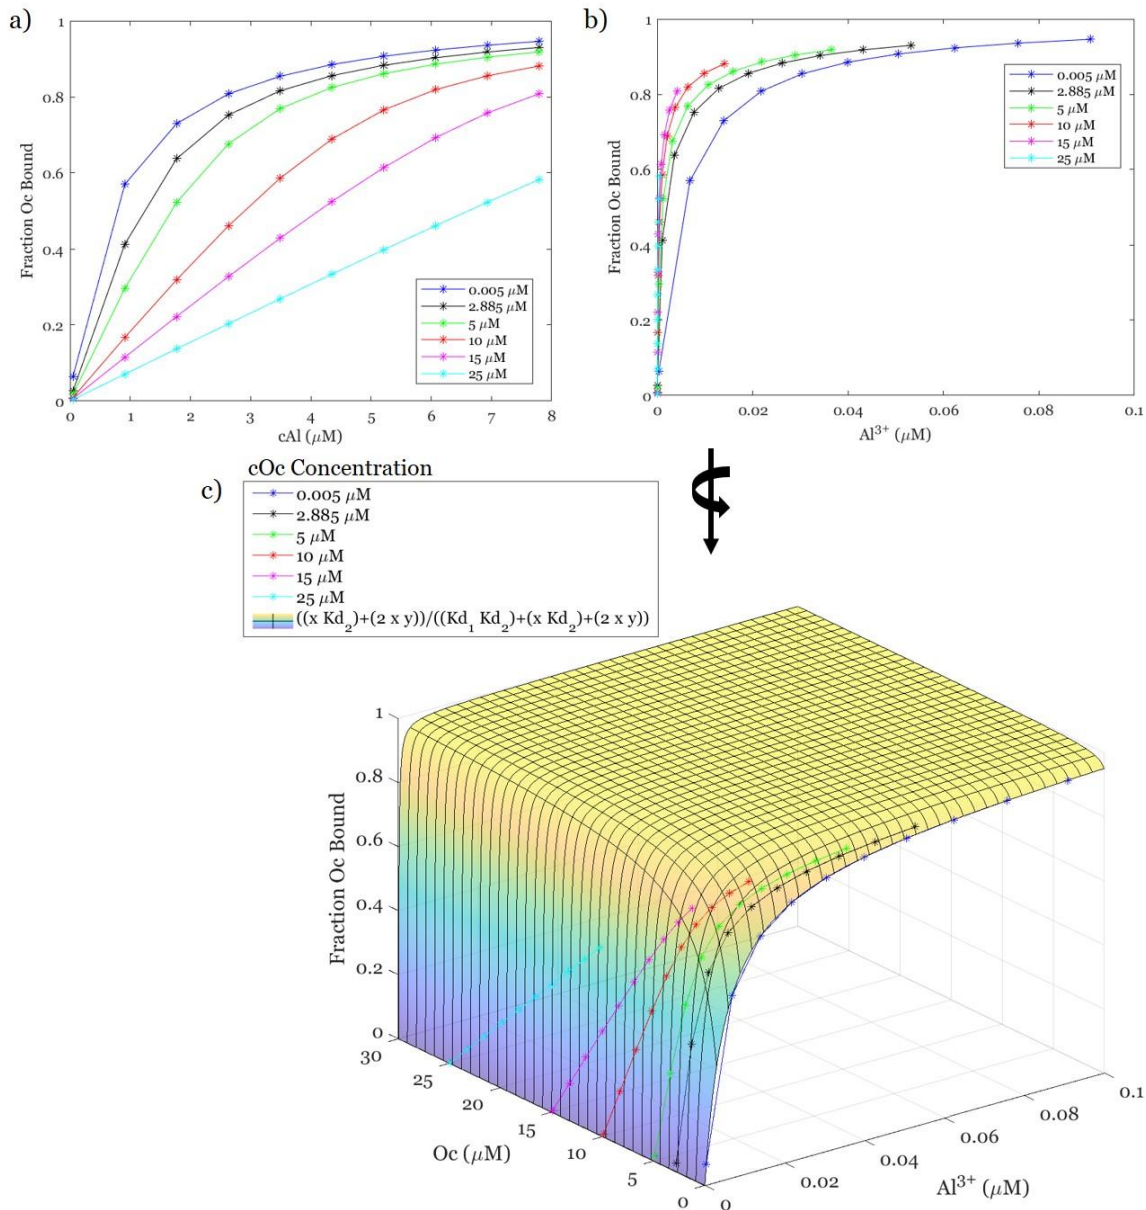 a)
1
0.8
0.6
0.4
0.2
0
Fraction Oc Bound
0
1
2
3
4
5
6
7
8
cAl (μM)
0.005 μM
2.885 μM
5 μM
10 μM
15 μM
25 μM
b)
1
0.8
0.6
0.4
0.2
0
Fraction Oc Bound
0
0.02
0.04
0.06
0.08
0.1
Al³⁺ (μM)
0.005 μM
2.885 μM
5 μM
10 μM
15 μM
25 μM
c)
cOc Concentration
0.005 μM
2.885 μM
5 μM
10 μM
15 μM
25 μM
((x Kd₂)+(2 x y))/((Kd₁ Kd₂)+(x Kd₂)+(2 x y))
1
0.8
0.6
0.4
0.2
0
Fraction Oc Bound
30
25
20
15
10
5
0
Oc (μM)
0
0.02
0.04
0.06
0.08
0.1
Al³⁺ (μM)